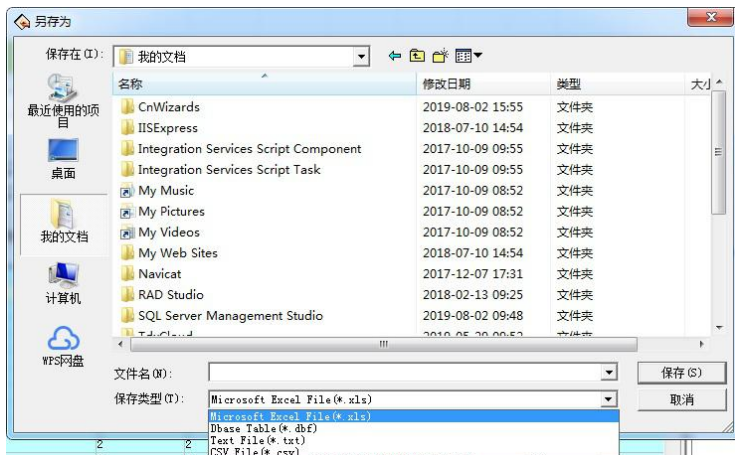 另存为
保存在(I):
我的文档
名称 修改日期 类型 大小
最近使用的项目
桌面
我的文档
计算机
WPS网盘
CnWizards 2019-08-02 15:55 文件夹
IISExpress 2018-07-10 14:54 文件夹
Integration Services Script Component 2017-10-09 09:55 文件夹
Integration Services Script Task 2017-10-09 09:55 文件夹
My Music 2017-10-09 08:52 文件夹
My Pictures 2017-10-09 08:52 文件夹
My Videos 2017-10-09 08:52 文件夹
My Web Sites 2018-07-10 14:54 文件夹
Navicat 2017-12-07 17:31 文件夹
RAD Studio 2018-02-13 09:25 文件夹
SQL Server Management Studio 2019-08-02 09:48 文件夹
文件名(N):
保存(S)
保存类型(T): Microsoft Excel File(*.xls)
取消
Microsoft Excel File(*.xls)
Dbase Table(*.dbf)
Text File(*.txt)
CSV File(*.csv)
2 2